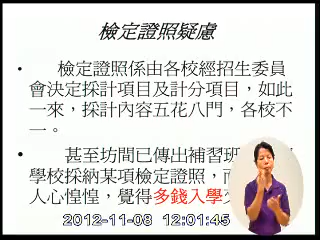 檢定證照疑慮
• 檢定證照係由各校經招生委員
會決定採計項目及計分項目，如此
一來，採計內容五花八門，各校不
一。
• 甚至坊間已傳出補習班
學校採納某項檢定證照，
人心惶惶，覺得多錢入學
2012-11-08 12:01:45